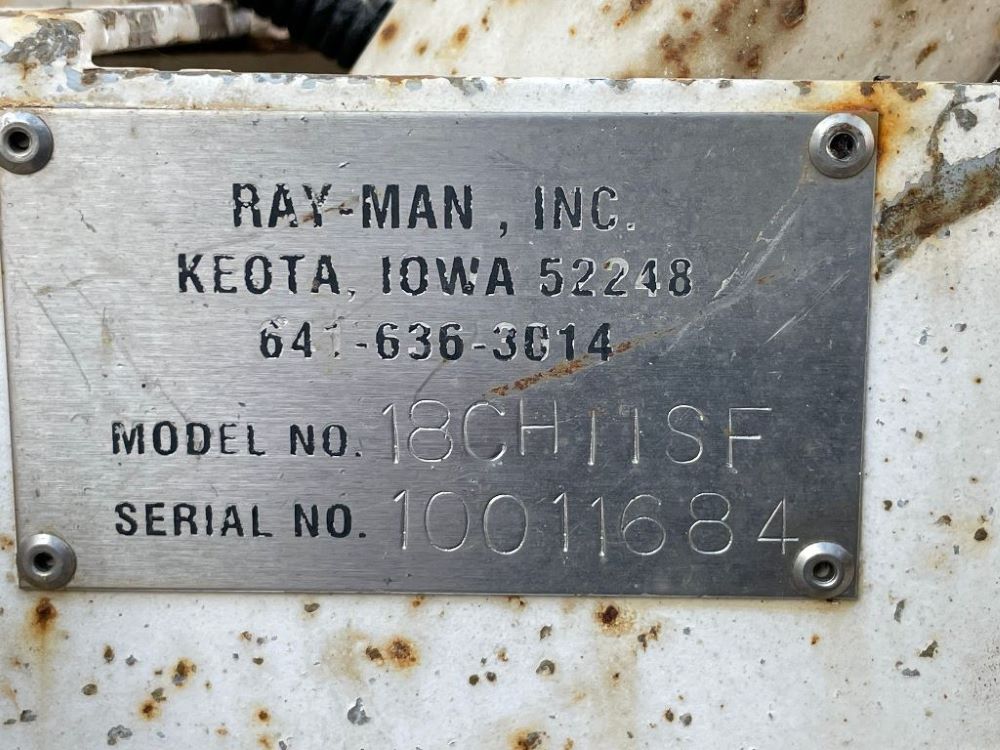 RAY-MAN, INC.
KEOTA, IOWA 52248
641-636-3014
MODEL NO. 18CH11SF
SERIAL NO. 10011684